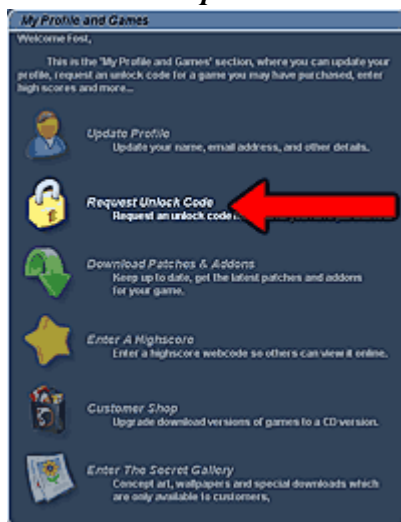 My Profile and Games
Welcome Fost,
This is the 'My Profile and Games' section, where you can update your
profile, request an unlock code for a game you may have purchased, enter
high scores and more...
Update Profile
Update your name, email address, and other details.
Request Unlock Code
Request an unlock code
Download Patches & Addons
Keep up to date, get the latest patches and addons
for your game.
Enter A Highscore
Enter a highscore webcode so others can view it online.
Customer Shop
Upgrade download versions of games to a CD version.
Enter The Secret Gallery
Concept art, wallpapers and special downloads which
are only available to customers,